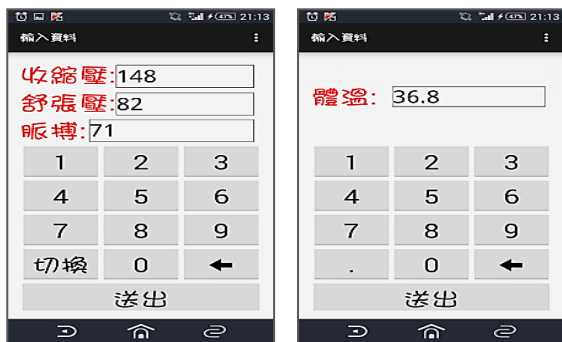 47% 21:13
輸入資料
收縮壓:148
舒張壓:82
脈搏:71
1 2 3
4 5 6
7 8 9
切換 0 ←
送出
47% 21:13
輸入資料
體溫: 36.8
1 2 3
4 5 6
7 8 9
. 0 ←
送出